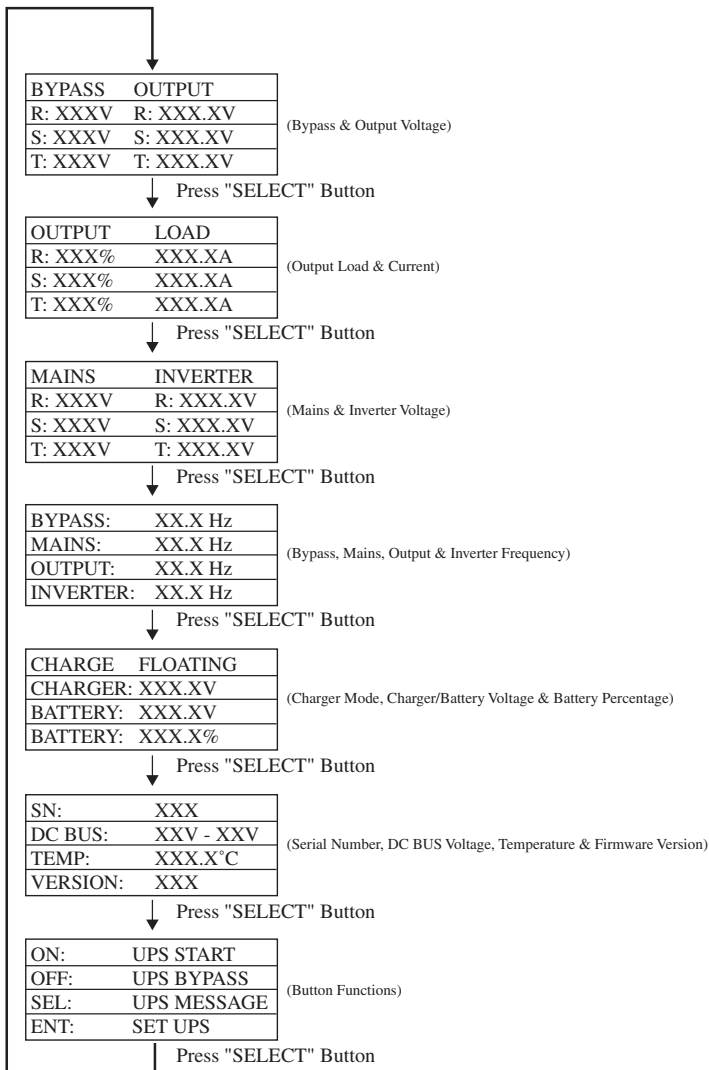 BYPASS OUTPUT
R: XXXV R: XXX.XV
S: XXXV S: XXX.XV
T: XXXV T: XXX.XV
(Bypass & Output Voltage)
Press "SELECT" Button
OUTPUT LOAD
R: XXX% XXX.XA
S: XXX% XXX.XA
T: XXX% XXX.XA
(Output Load & Current)
Press "SELECT" Button
MAINS INVERTER
R: XXXV R: XXX.XV
S: XXXV S: XXX.XV
T: XXXV T: XXX.XV
(Mains & Inverter Voltage)
Press "SELECT" Button
BYPASS: XX.X Hz
MAINS: XX.X Hz
OUTPUT: XX.X Hz
INVERTER: XX.X Hz
(Bypass, Mains, Output & Inverter Frequency)
Press "SELECT" Button
CHARGE FLOATING
CHARGER: XXX.XV
BATTERY: XXX.XV
BATTERY: XXX.X%
(Charger Mode, Charger/Battery Voltage & Battery Percentage)
Press "SELECT" Button
SN: XXX
DC BUS: XXV - XXV
TEMP: XXX.X˚C
VERSION: XXX
(Serial Number, DC BUS Voltage, Temperature & Firmware Version)
Press "SELECT" Button
ON: UPS START
OFF: UPS BYPASS
SEL: UPS MESSAGE
ENT: SET UPS
(Button Functions)
Press "SELECT" Button